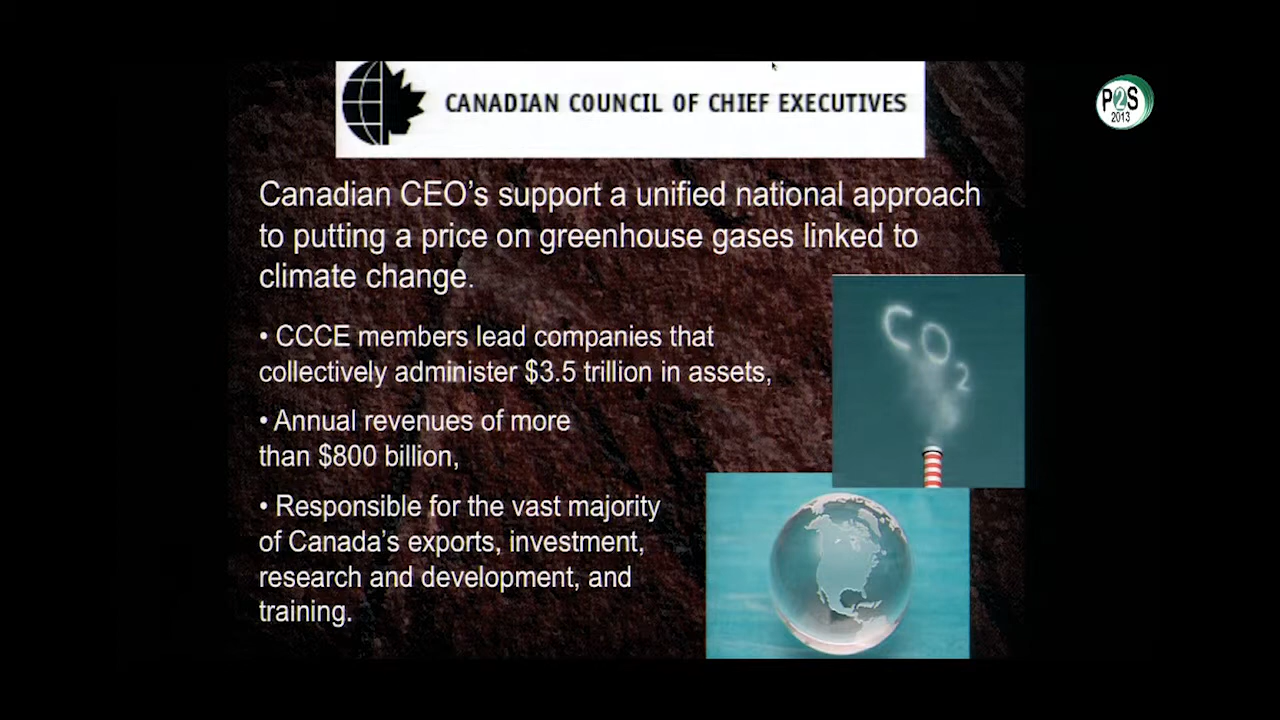 CANADIAN COUNCIL OF CHIEF EXECUTIVES
P2S
2013
Canadian CEO's support a unified national approach
to putting a price on greenhouse gases linked to
climate change.
• CCCE members lead companies that
collectively administer $3.5 trillion in assets,
• Annual revenues of more
than $800 billion,
• Responsible for the vast majority
of Canada's exports, investment,
research and development, and
training.
CO2